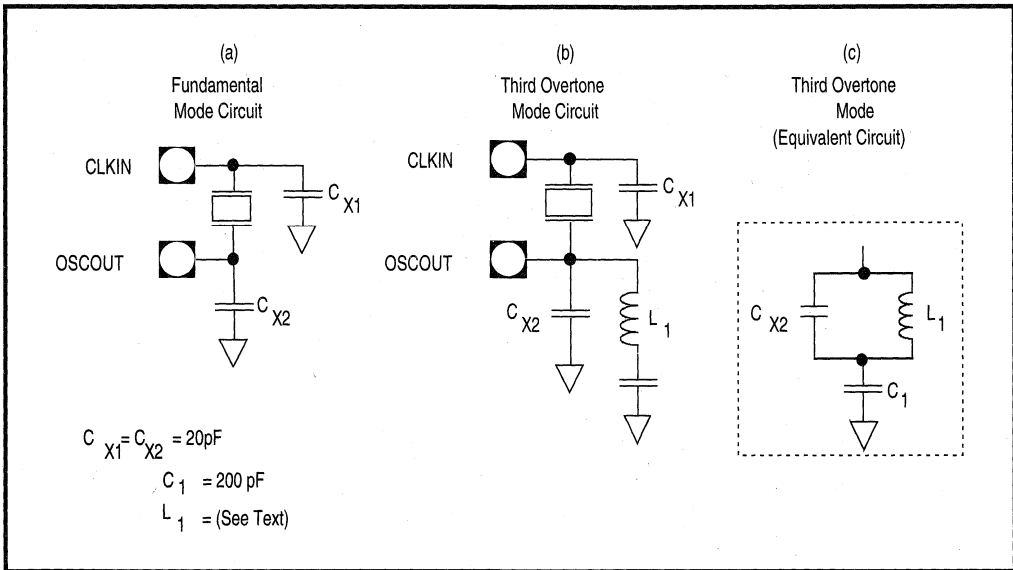 (a)
Fundamental
Mode Circuit
CLKIN
C X1
OSCOUT
C X2
(b)
Third Overtone
Mode Circuit
CLKIN
C X1
OSCOUT
C X2
L 1
(c)
Third Overtone
Mode
(Equivalent Circuit)
C X2
L 1
C 1
C X1 = C X2 = 20pF
C 1 = 200 pF
L 1 = (See Text)